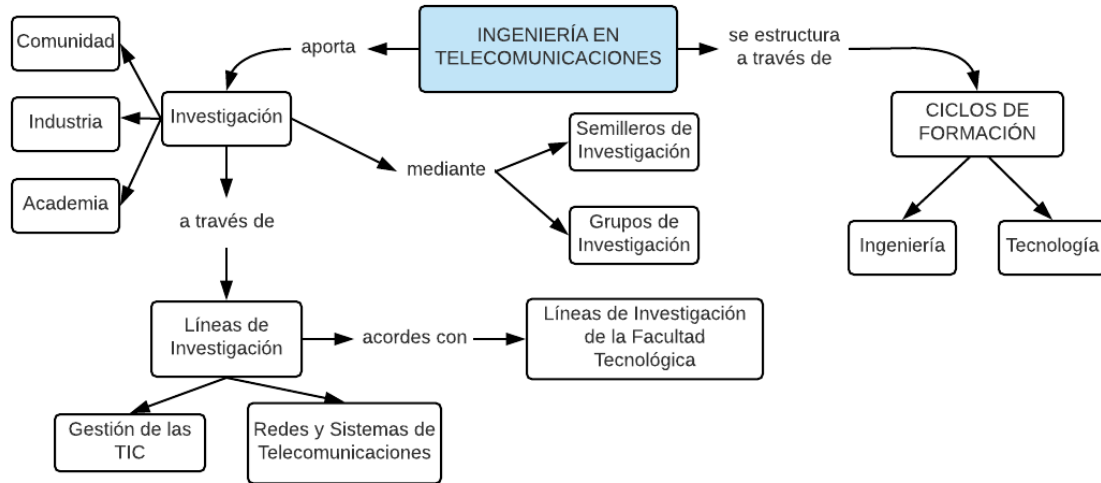 INGENIERÍA EN
TELECOMUNICACIONES
aporta
se estructura
a través de
Comunidad
Industria
Academia
Investigación
mediante
Semilleros de
Investigación
Grupos de
Investigación
CICLOS DE
FORMACIÓN
Ingeniería
Tecnología
a través de
Líneas de
Investigación
acordes con
Líneas de Investigación
de la Facultad
Tecnológica
Gestión de las
TIC
Redes y Sistemas de
Telecomunicaciones